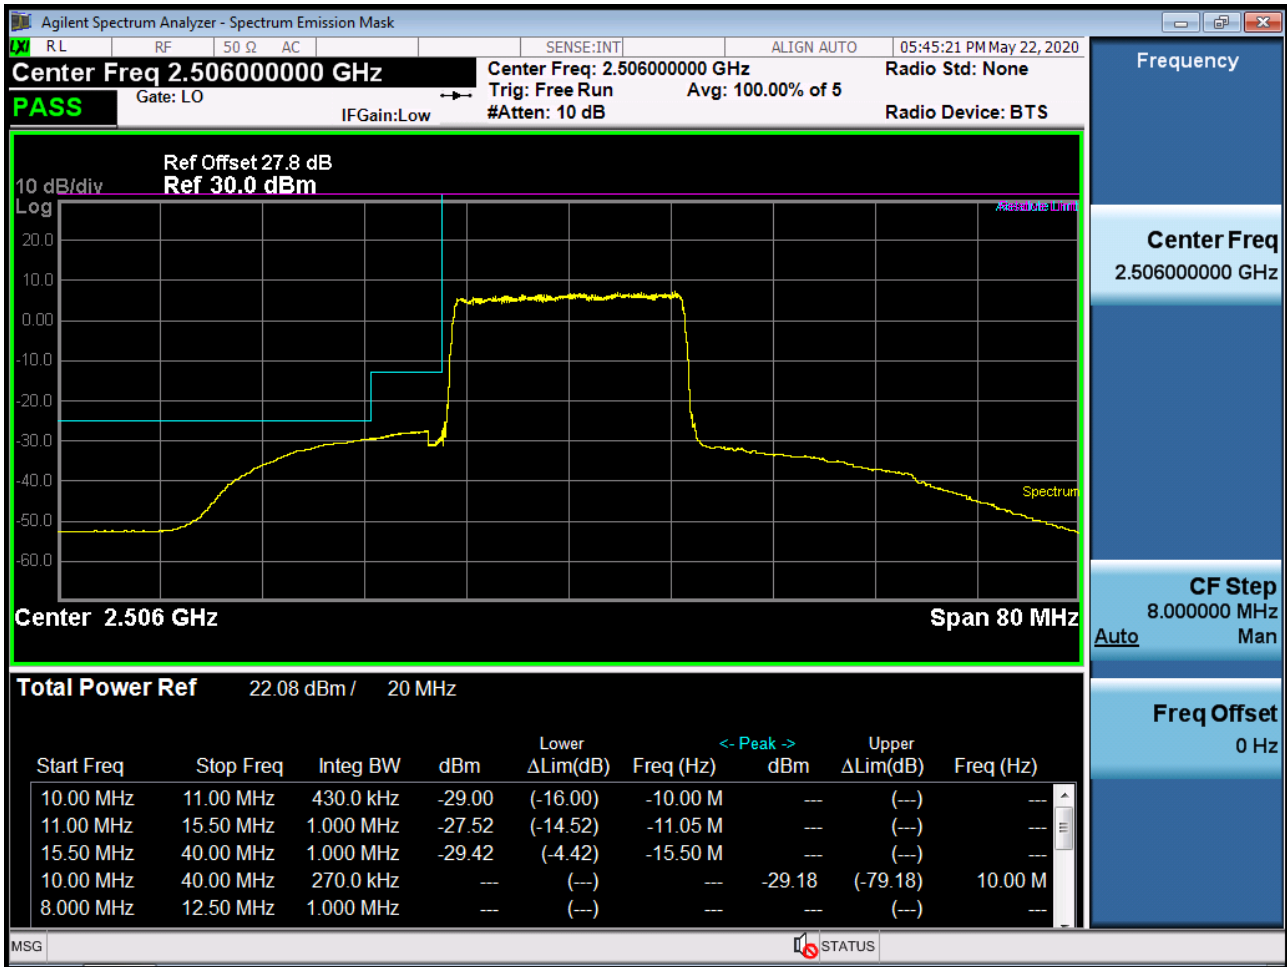 Agilent Spectrum Analyzer - Spectrum Emission Mask
LXI RL RF 50 Ω AC SENSE:INT ALIGN AUTO 05:45:21 PM May 22, 2020
Center Freq 2.506000000 GHz
PASS
Gate: LO
IFGain:Low
Center Freq: 2.506000000 GHz
Trig: Free Run Avg: 100.00% of 5
#Atten: 10 dB
Radio Std: None
Radio Device: BTS
Frequency
Ref Offset 27.8 dB
10 dB/div Ref 30.0 dBm
Log
Absolute Limit
20.0
10.0
0.00
-10.0
-20.0
-30.0
-40.0
-50.0
-60.0
Spectrum
Center 2.506 GHz Span 80 MHz
Center Freq
2.506000000 GHz
CF Step
8.000000 MHz
Auto Man
Freq Offset
0 Hz
Total Power Ref 22.08 dBm / 20 MHz
Lower <- Peak -> Upper
Start Freq Stop Freq Integ BW dBm ΔLim(dB) Freq (Hz) dBm ΔLim(dB) Freq (Hz)
10.00 MHz 11.00 MHz 430.0 kHz -29.00 (-16.00) -10.00 M --- (---) ---
11.00 MHz 15.50 MHz 1.000 MHz -27.52 (-14.52) -11.05 M --- (---) ---
15.50 MHz 40.00 MHz 1.000 MHz -29.42 (-4.42) -15.50 M --- (---) ---
10.00 MHz 40.00 MHz 270.0 kHz --- (---) --- -29.18 (-79.18) 10.00 M
8.000 MHz 12.50 MHz 1.000 MHz --- (---) --- --- (---) ---
MSG STATUS